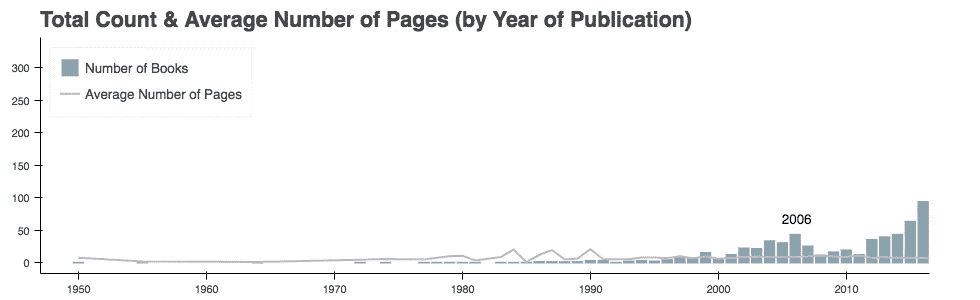 Total Count & Average Number of Pages (by Year of Publication)
Number of Books
Average Number of Pages
300
250
200
150
100
50
0
2006
1950 1960 1970 1980 1990 2000 2010